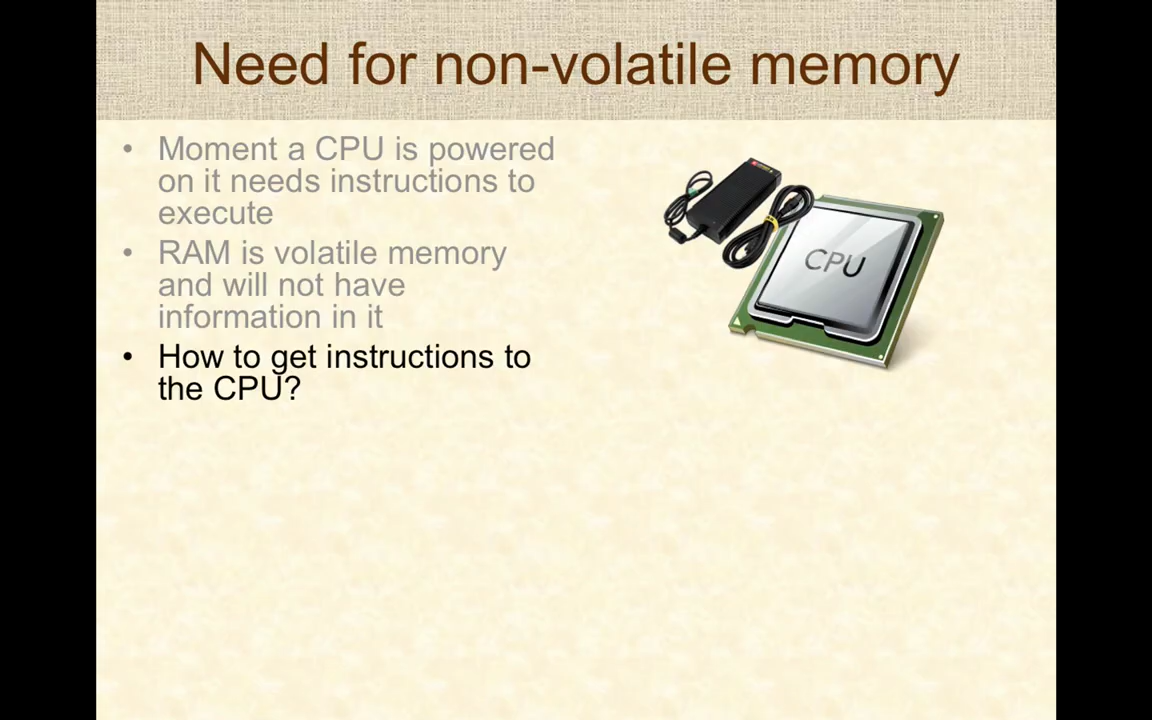 Need for non-volatile memory
• Moment a CPU is powered
on it needs instructions to
execute
• RAM is volatile memory
and will not have
information in it
• How to get instructions to
the CPU?
CPU